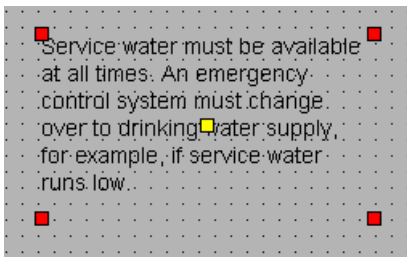 Service water must be available
at all times. An emergency
control system must change
over to drinking water supply,
for example, if service water
runs low.